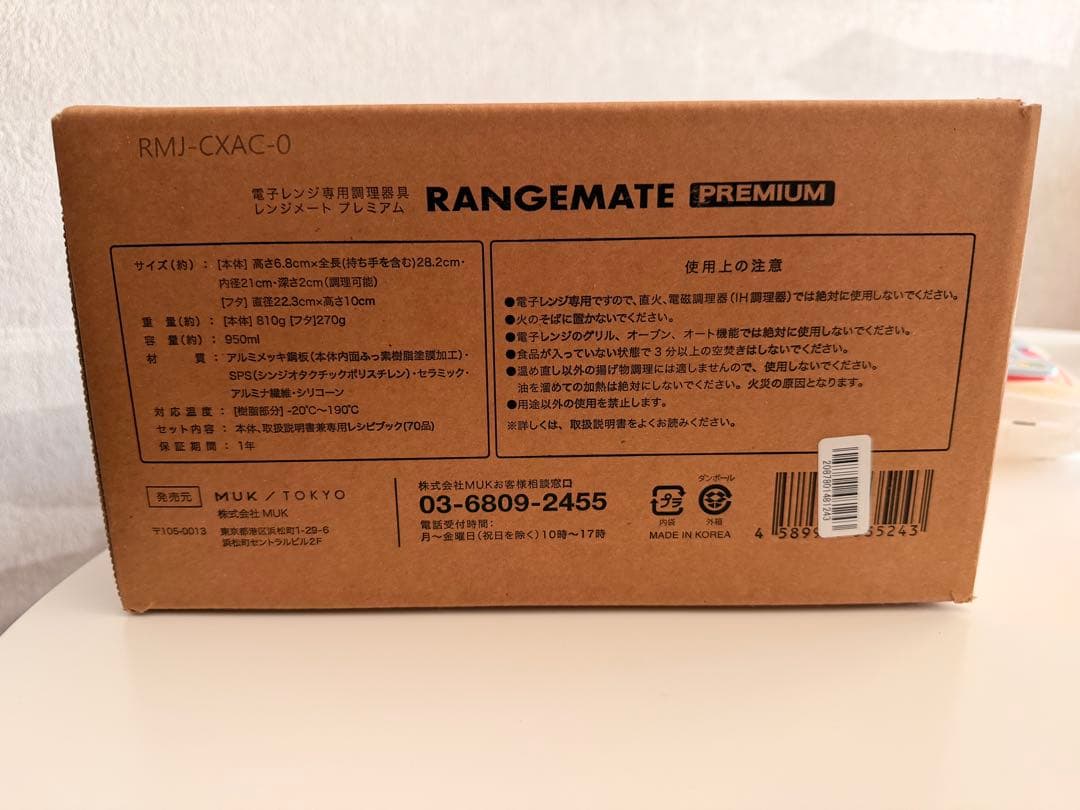 RMJ-CXAC-0
電子レンジ専用調理器具
レンジメート プレミアム
RANGEMATE PREMIUM
サイズ(約): [本体] 高さ6.8cm×全長(持ち手を含む)28.2cm・
内径21cm・深さ2cm(調理可能)
[フタ] 直径22.3cm×高さ10cm
重量(約): [本体] 810g [フタ]270g
容量(約): 950ml
材質: アルミメッキ鋼板(本体内面ふっ素樹脂塗膜加工)・
SPS(シンジオタクチックポリスチレン)・セラミック・
アルミナ繊維・シリコーン
対応温度: [樹脂部分] -20℃〜190℃
セット内容: 本体、取扱説明書兼専用レシピブック(70品)
保証期間: 1年
使用上の注意
●電子レンジ専用ですので、直火、電磁調理器(IH調理器)では絶対に使用しないでください。
●火のそばに置かないでください。
●電子レンジのグリル、オーブン、オート機能では絶対に使用しないでください。
●食品が入っていない状態で3分以上の空焚きはしないでください。
●温め直し以外の揚げ物調理には適しませんので、使用しないでください。
油を溜めての加熱は絶対にしないでください。火災の原因となります。
●用途以外の使用を禁止します。
※詳しくは、取扱説明書をよくお読みください。
発売元 MUK / TOKYO
株式会社 MUK
〒105-0013 東京都港区浜松町1-29-6
浜松町セントラルビル2F
株式会社MUKお客様相談窓口
03-6809-2455
電話受付時間:
月〜金曜日(祝日を除く)10時〜17時
プラ
内袋
ダンボール
外箱
MADE IN KOREA
4 5899
35243
2087801481243